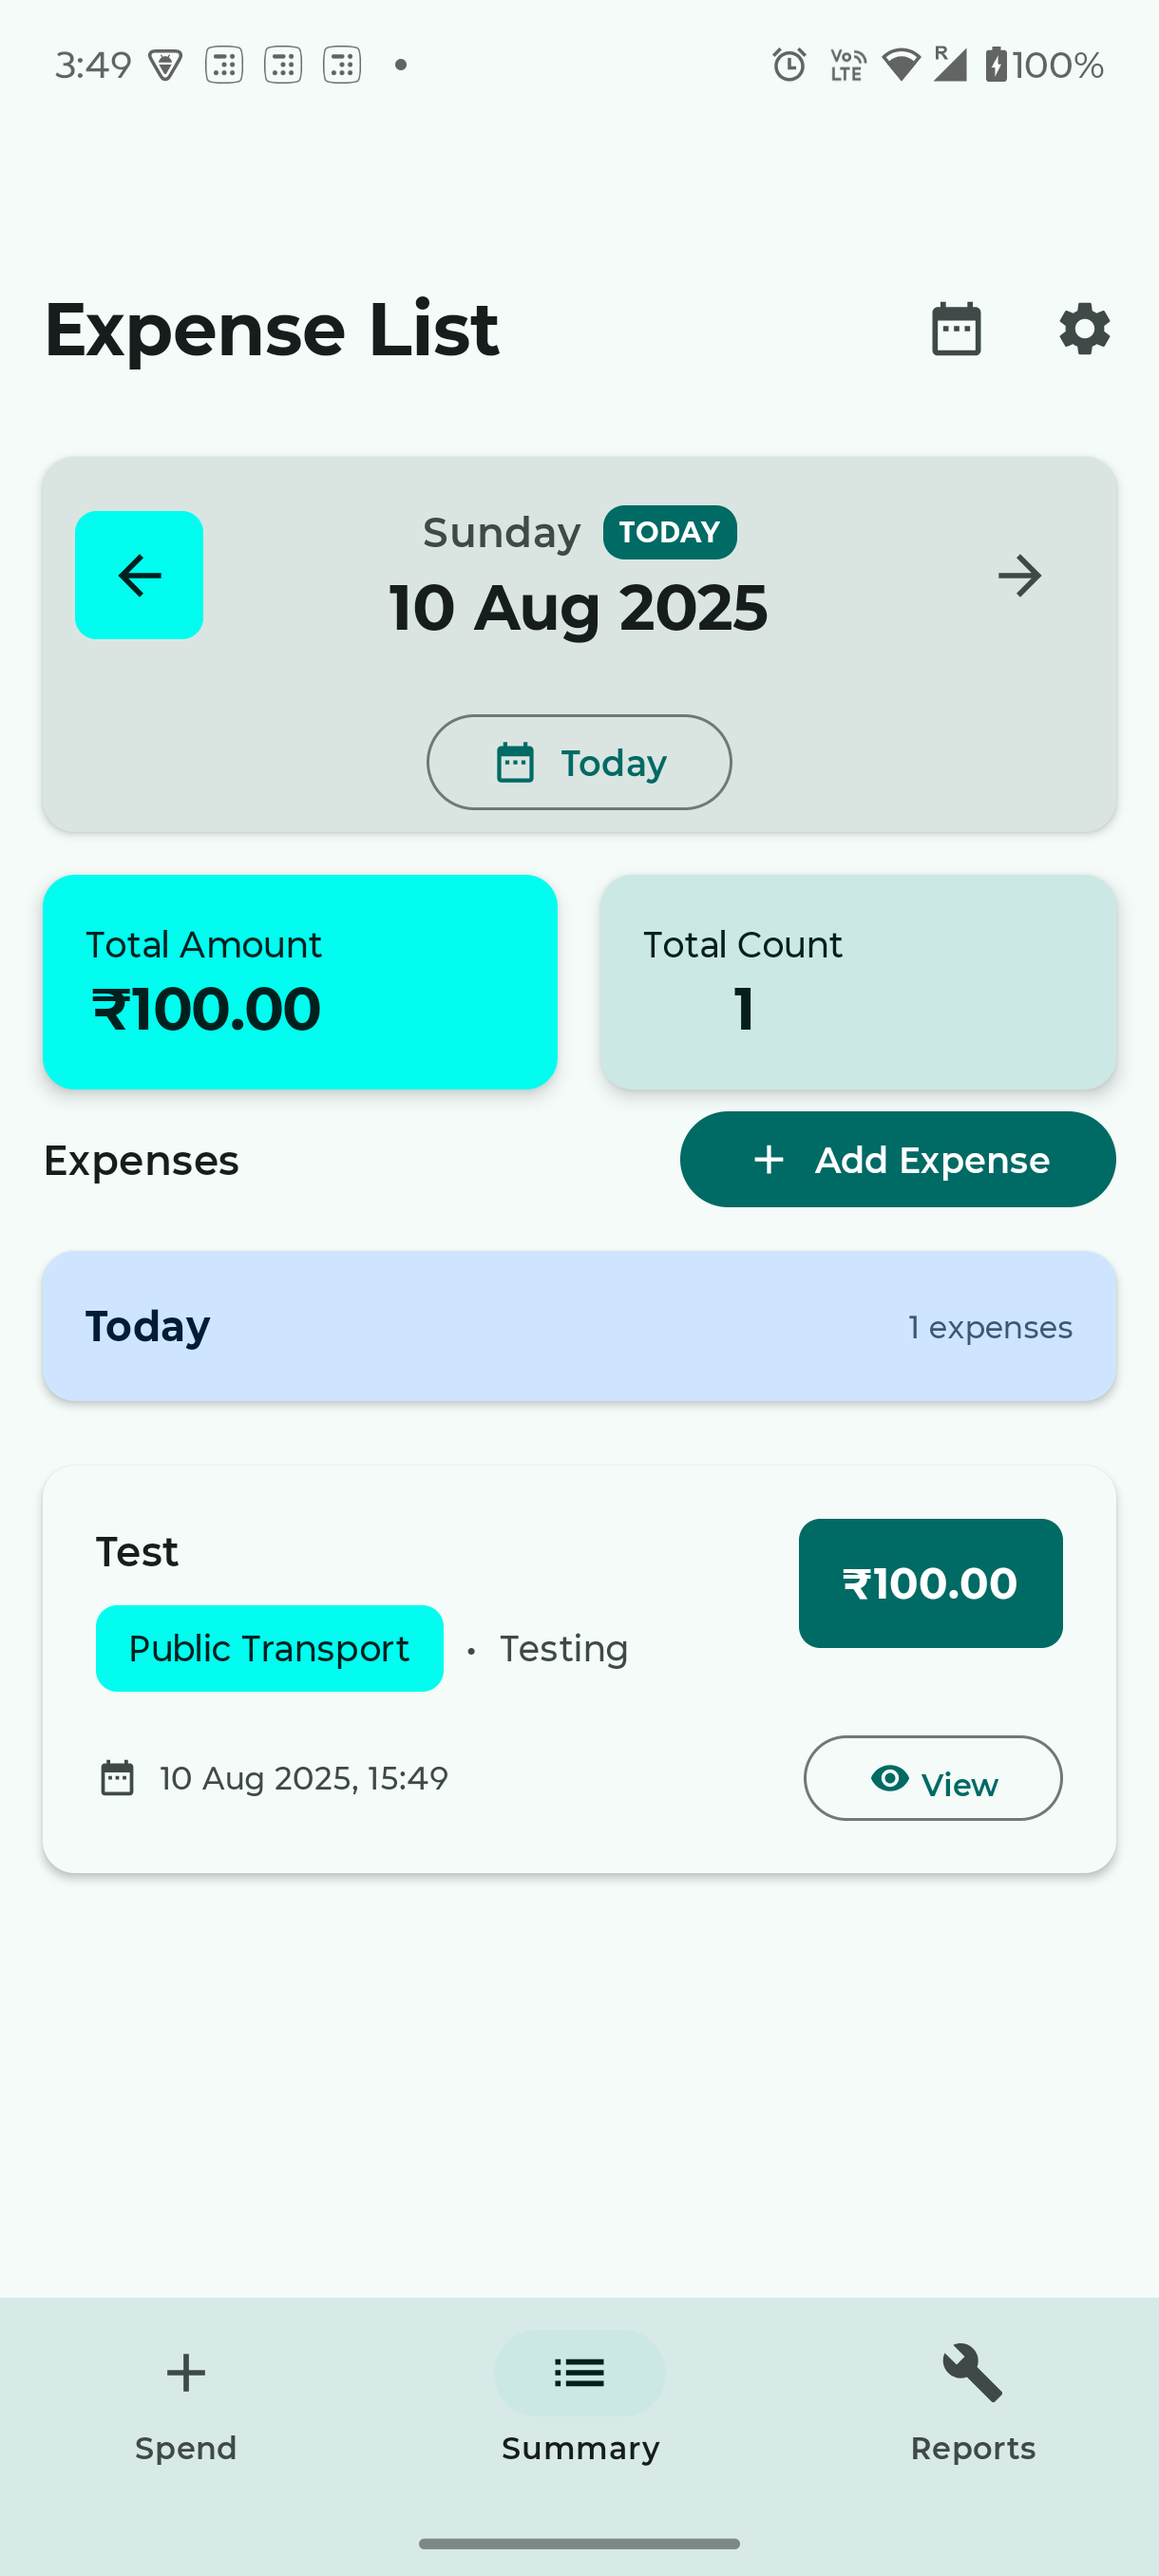 3:49
VoLTE R 100%
Expense List
Sunday TODAY
10 Aug 2025
Today
Total Amount
₹100.00
Total Count
1
Expenses
+ Add Expense
Today
1 expenses
Test
₹100.00
Public Transport • Testing
10 Aug 2025, 15:49
View
Spend
Summary
Reports